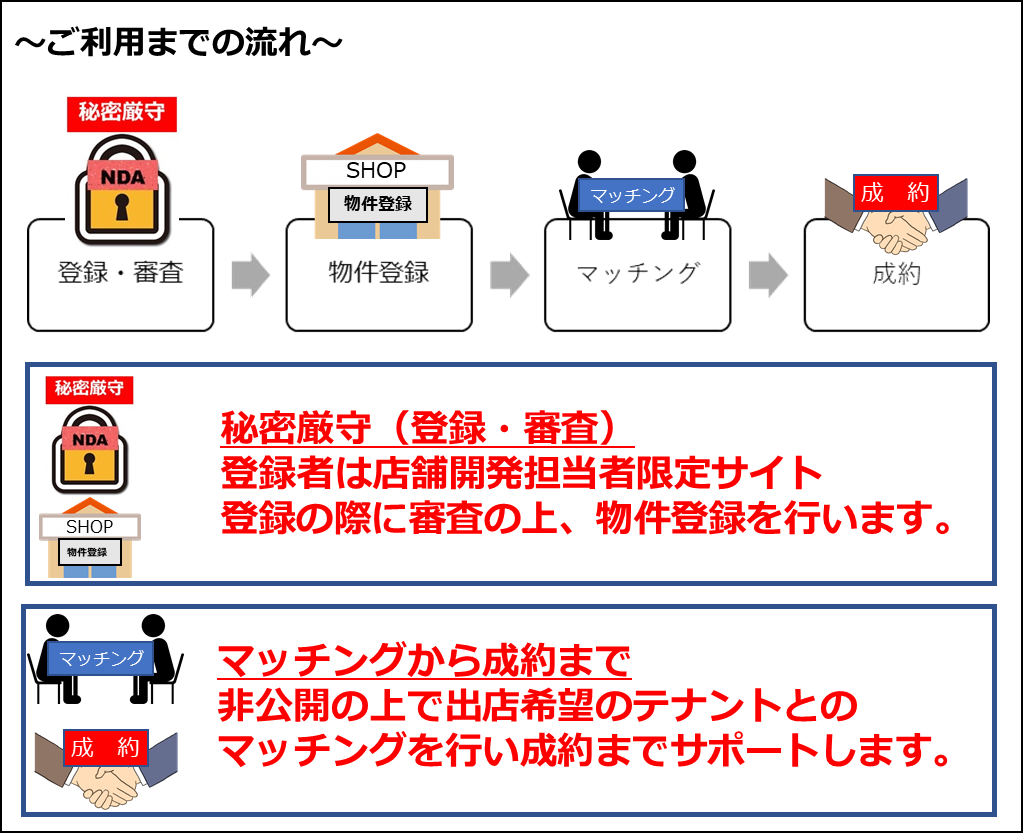 ～ご利用までの流れ～
秘密厳守
NDA
登録・審査
SHOP
物件登録
物件登録
マッチング
マッチング
成　約
成約
秘密厳守
NDA
SHOP
物件登録
秘密厳守（登録・審査）
登録者は店舗開発担当者限定サイト
登録の際に審査の上、物件登録を行います。
マッチング
成　約
マッチングから成約まで
非公開の上で出店希望のテナントとの
マッチングを行い成約までサポートします。